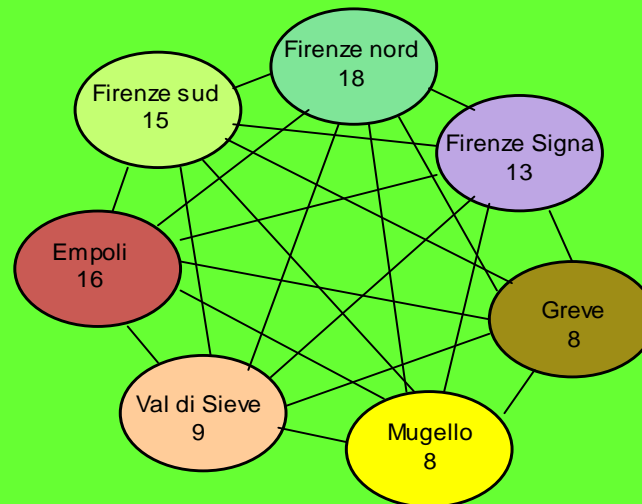 Firenze nord
18
Firenze sud
15
Firenze Signa
13
Empoli
16
Greve
8
Val di Sieve
9
Mugello
8